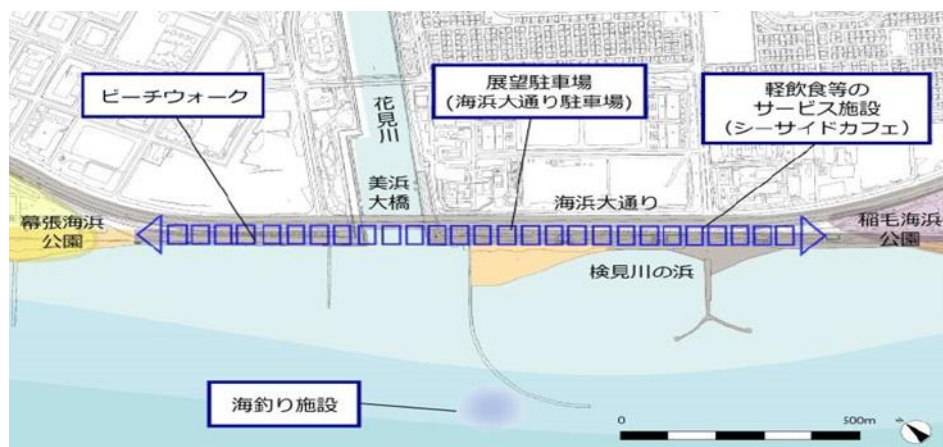 ビーチウォーク
花見川
展望駐車場
(海浜大通り駐車場)
軽飲食等の
サービス施設
(シーサイドカフェ)
美浜
大橋
海浜大通り
幕張海浜
公園
稲毛海浜
公園
検見川の浜
海釣り施設
0
500m